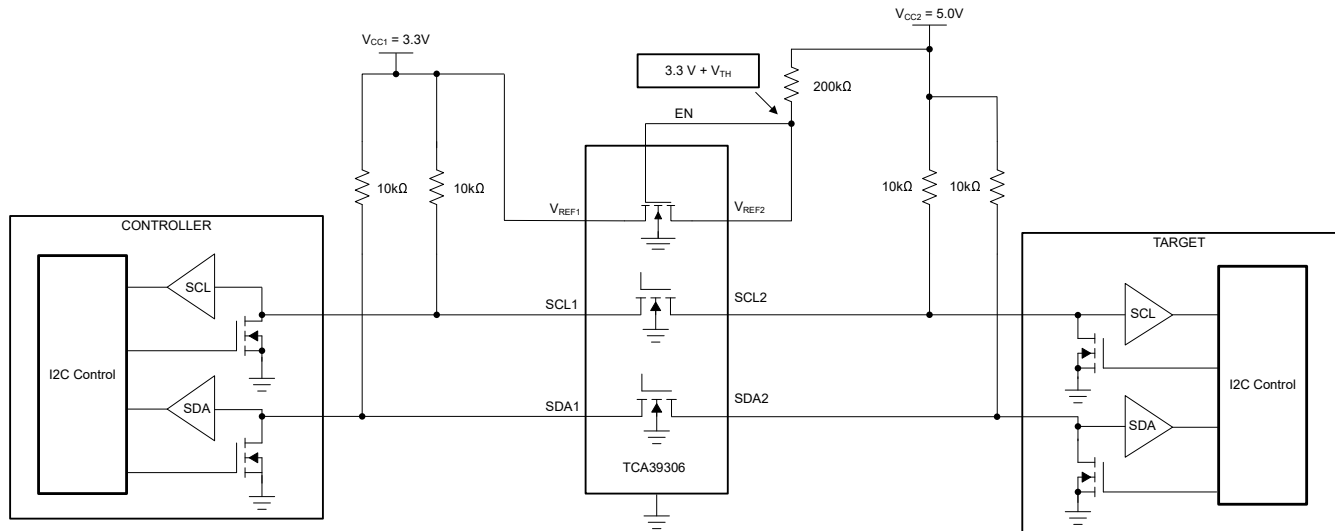 V_CC1 = 3.3V
V_CC2 = 5.0V
3.3 V + V_TH
200kΩ
EN
10kΩ
10kΩ
10kΩ
10kΩ
V_REF1
V_REF2
CONTROLLER
TARGET
SCL
SCL1
SCL2
SCL
I2C Control
I2C Control
SDA
SDA1
SDA2
SDA
TCA39306